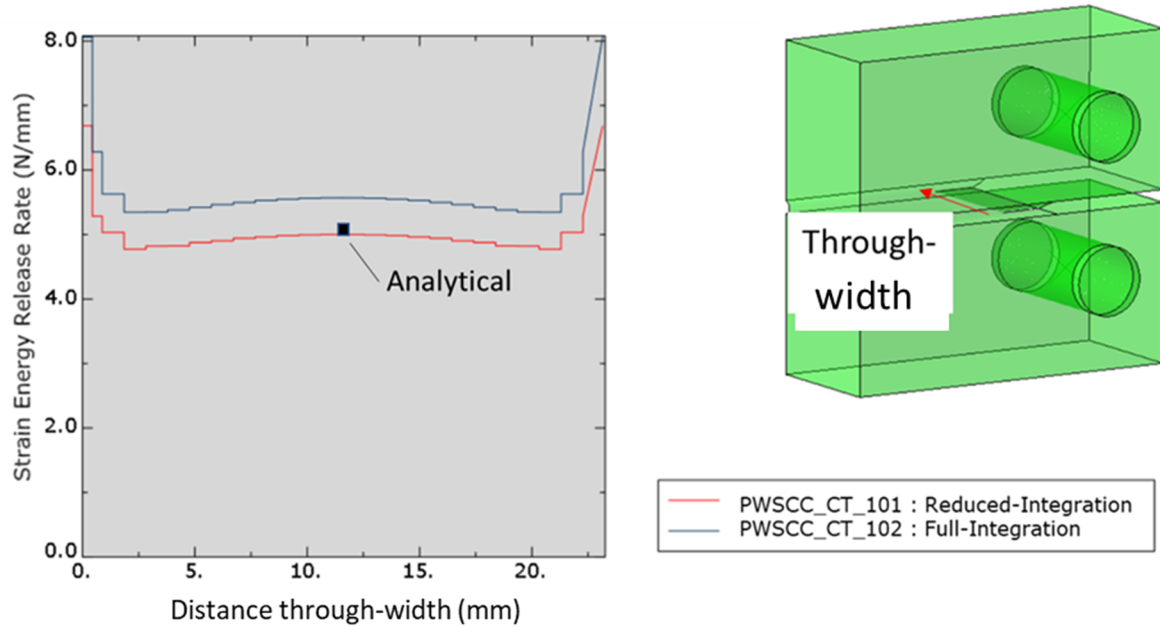 Strain Energy Release Rate (N/mm)
8.0
6.0
4.0
2.0
0.0
0.
5.
10.
15.
20.
Distance through-width (mm)
Analytical
Through-
width
PWSCC_CT_101 : Reduced-Integration
PWSCC_CT_102 : Full-Integration